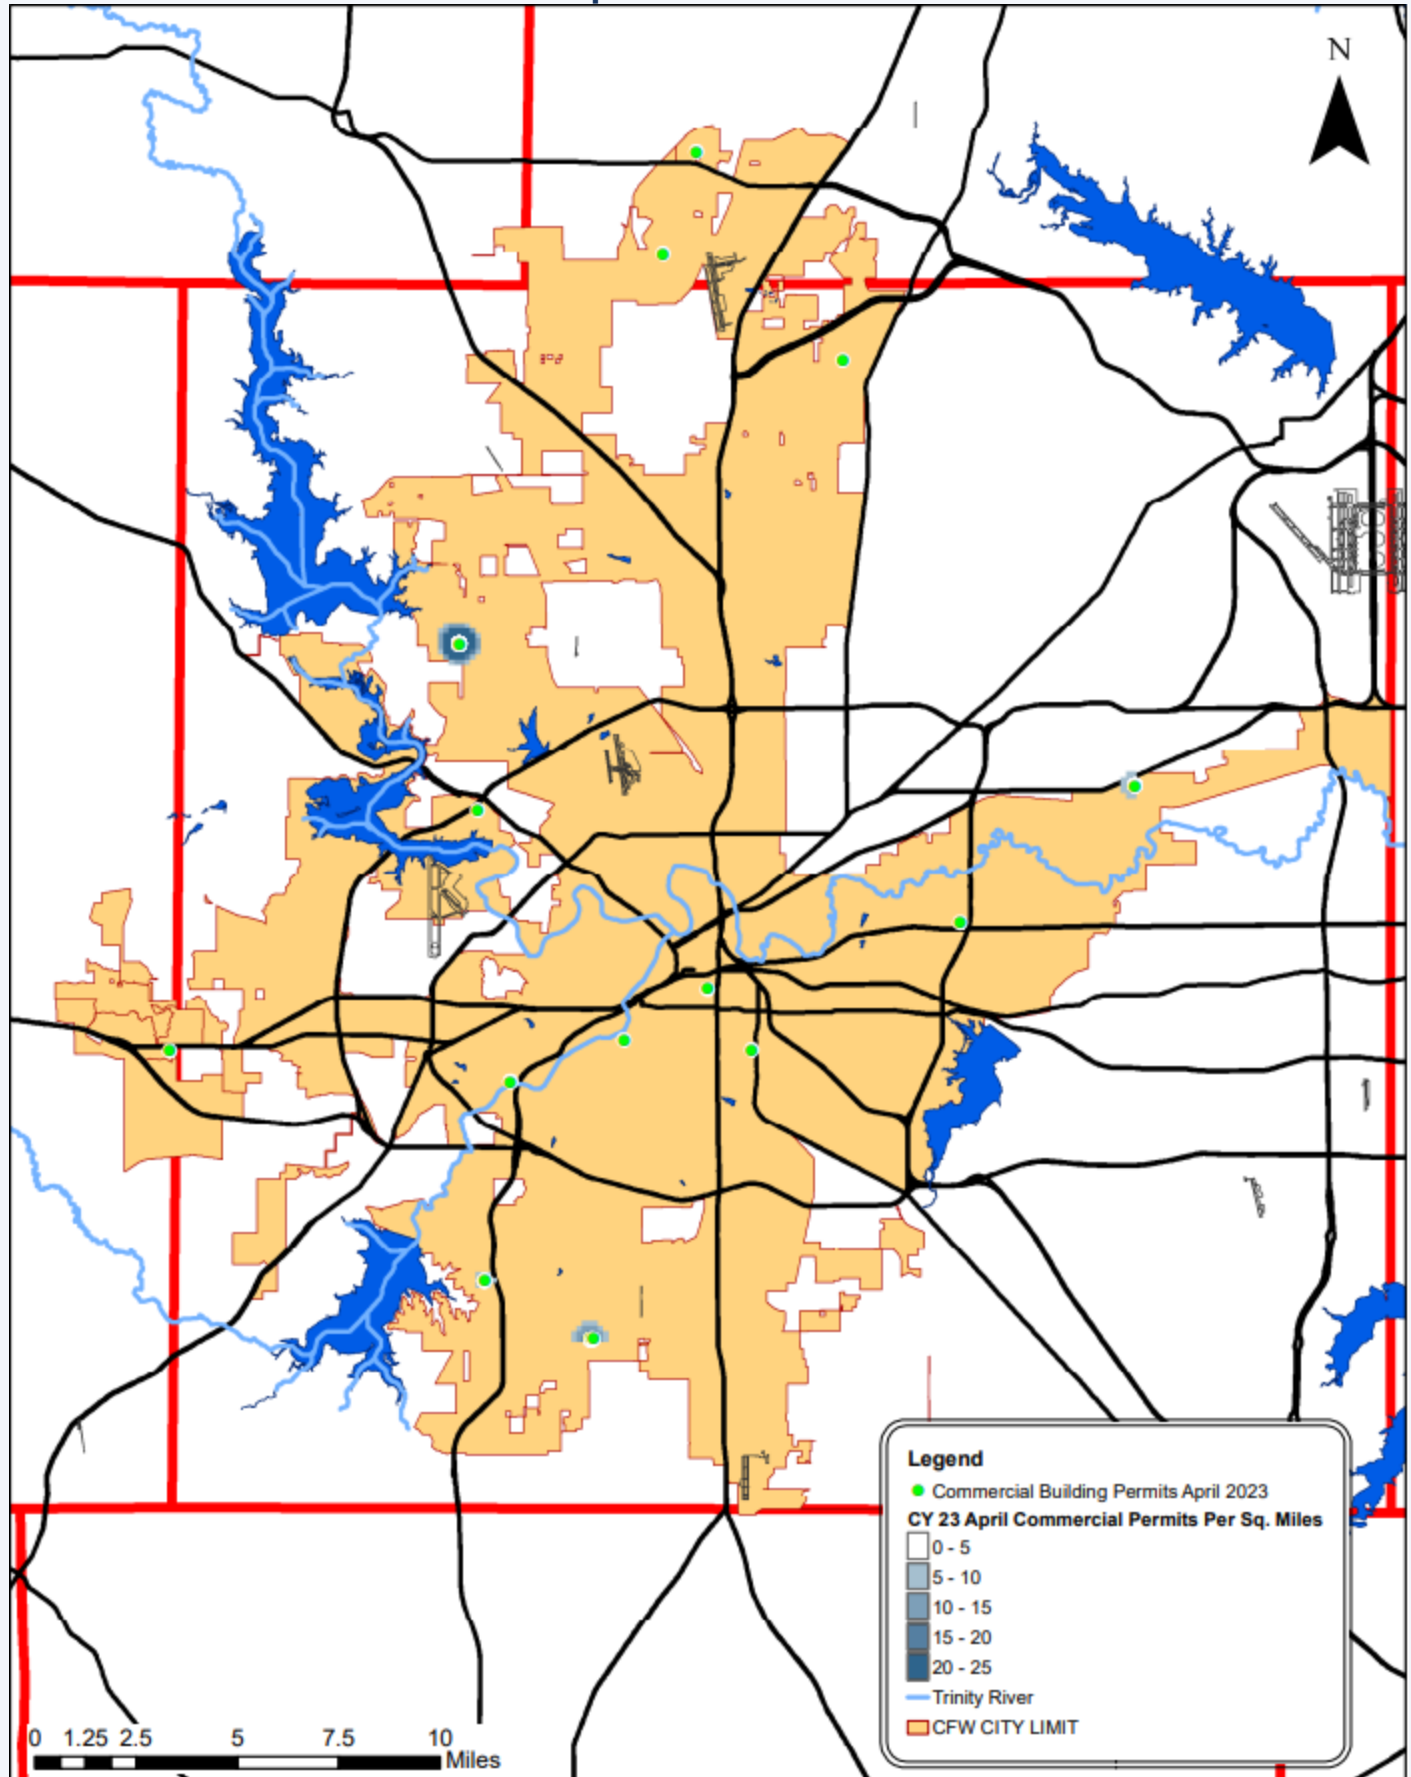 N
Legend
Commercial Building Permits April 2023
CY 23 April Commercial Permits Per Sq. Miles
0 - 5
5 - 10
10 - 15
15 - 20
20 - 25
Trinity River
CFW CITY LIMIT
0 1.25 2.5 5 7.5 10
Miles